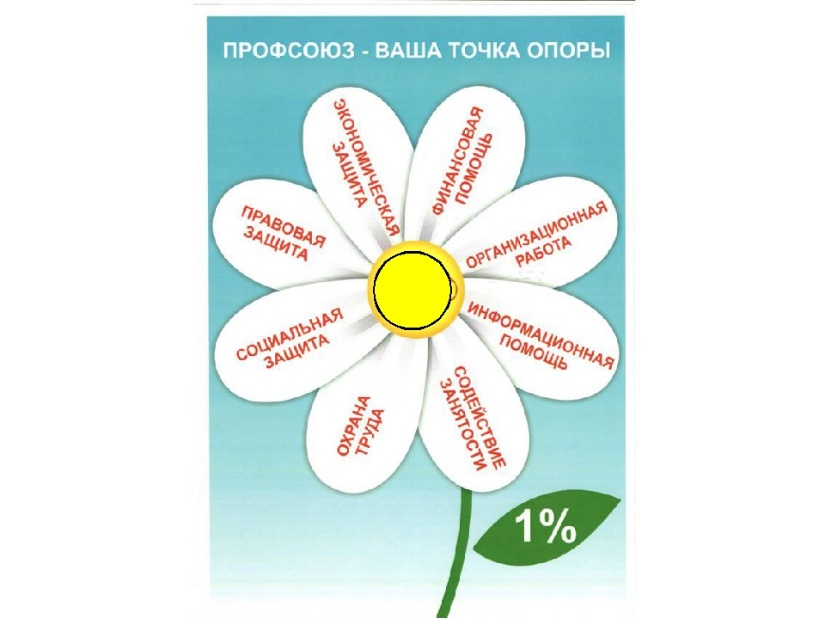 ПРОФСОЮЗ - ВАША ТОЧКА ОПОРЫ
ЭКОНОМИЧЕСКАЯ
ЗАЩИТА
ФИНАНСОВАЯ
ПОМОЩЬ
ПРАВОВАЯ
ЗАЩИТА
ОРГАНИЗАЦИОННАЯ
РАБОТА
СОЦИАЛЬНАЯ
ЗАЩИТА
ИНФОРМАЦИОННАЯ
ПОМОЩЬ
ОХРАНА
ТРУДА
СОДЕЙСТВИЕ
ЗАНЯТОСТИ
1%